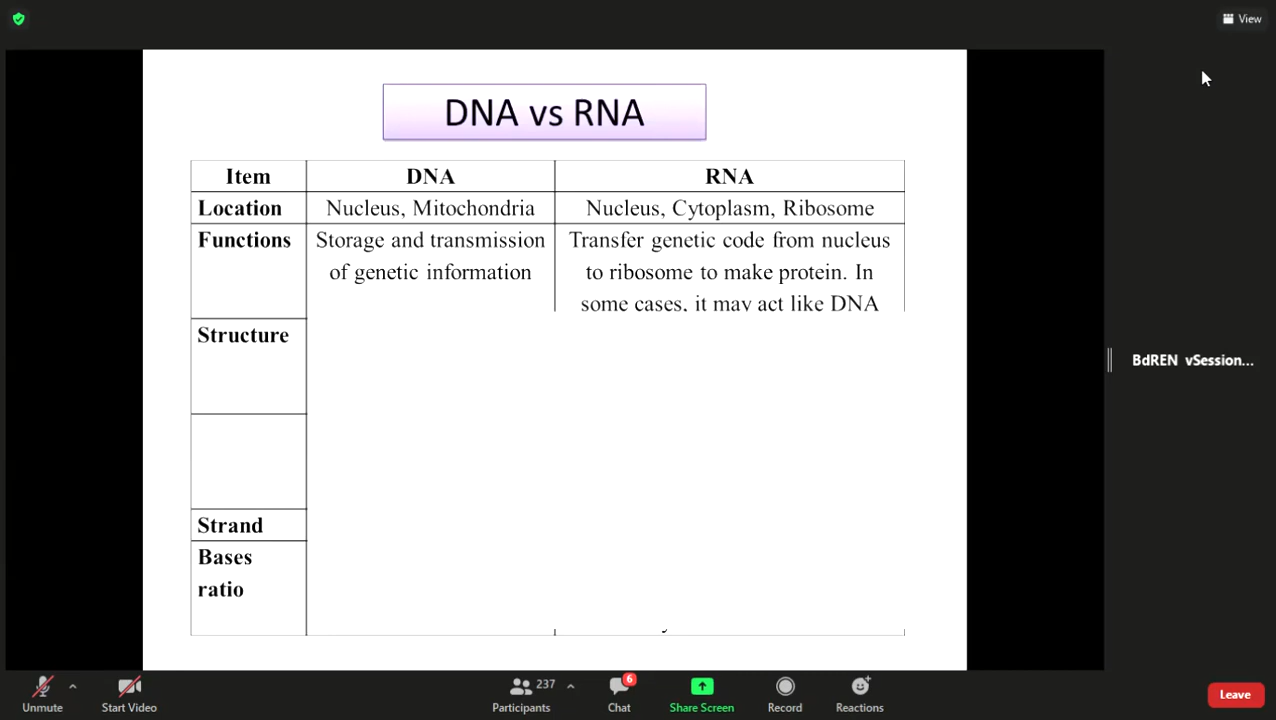 View
DNA vs RNA
Item DNA RNA
Location Nucleus, Mitochondria Nucleus, Cytoplasm, Ribosome
Functions Storage and transmission Transfer genetic code from nucleus
of genetic information to ribosome to make protein. In
some cases, it may act like DNA
Structure
Strand
Bases
ratio
BdREN vSession...
Unmute Start Video Participants 237 Chat 6 Share Screen Record Reactions Leave